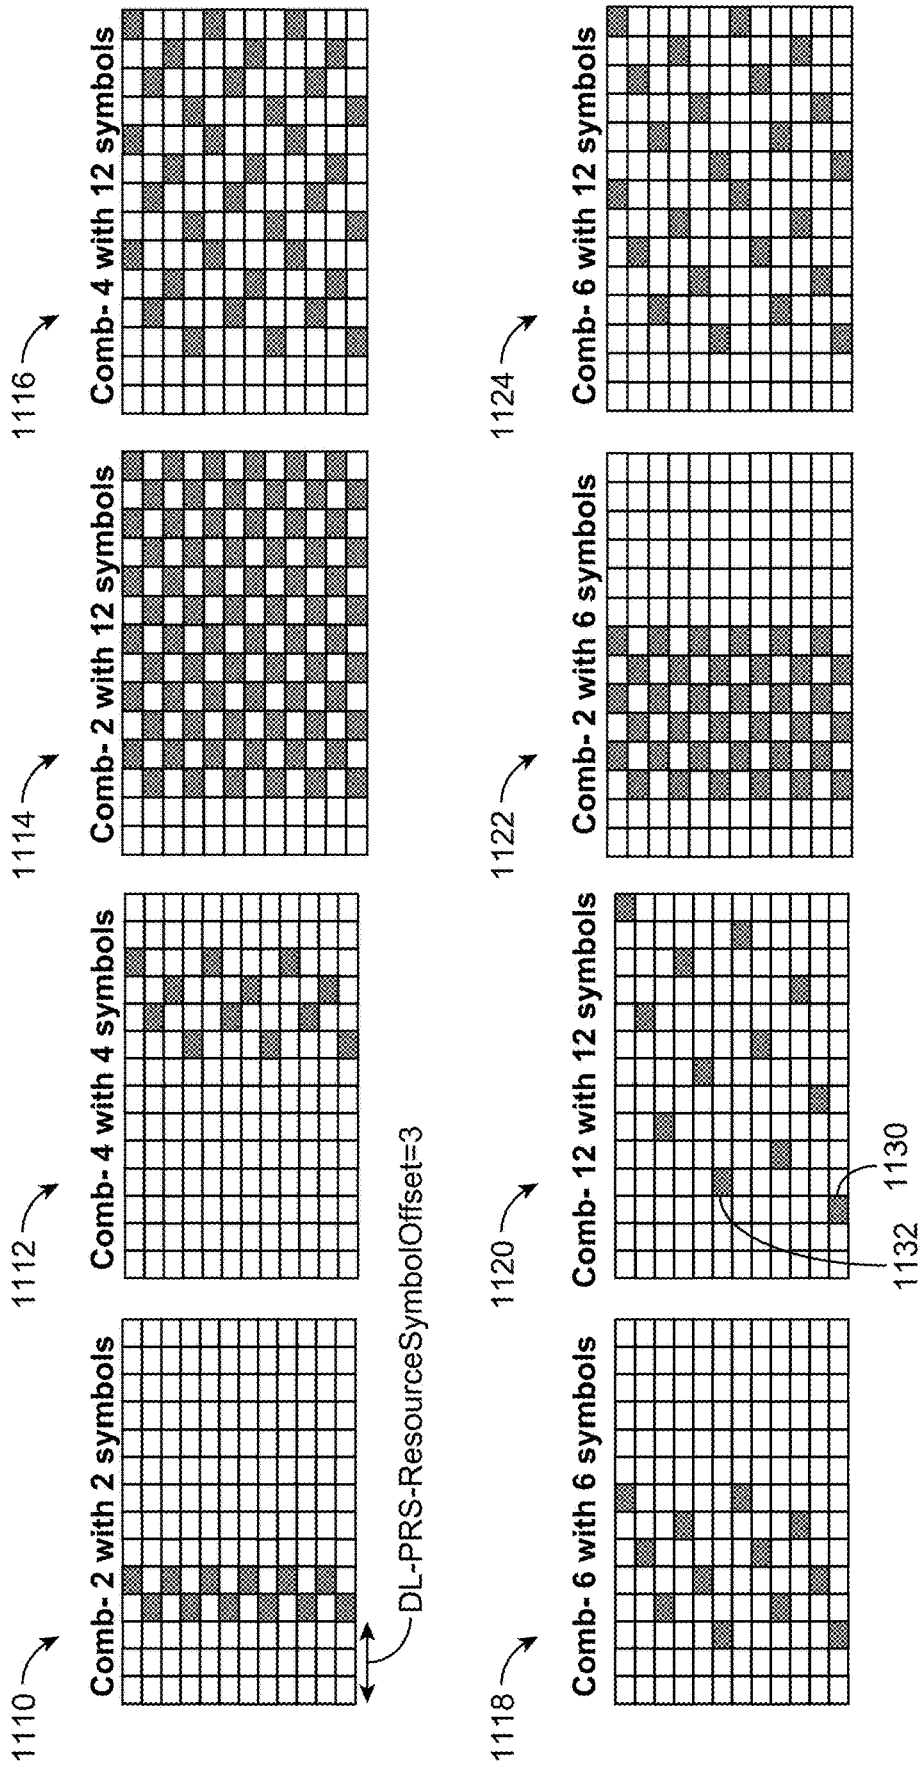 1110
Comb- 2 with 2 symbols
DL-PRS-ResourceSymbolOffset=3
1112
Comb- 4 with 4 symbols
1114
Comb- 2 with 12 symbols
1116
Comb- 4 with 12 symbols
1118
Comb- 6 with 6 symbols
1120
Comb- 12 with 12 symbols
1132
1130
1122
Comb- 2 with 6 symbols
1124
Comb- 6 with 12 symbols